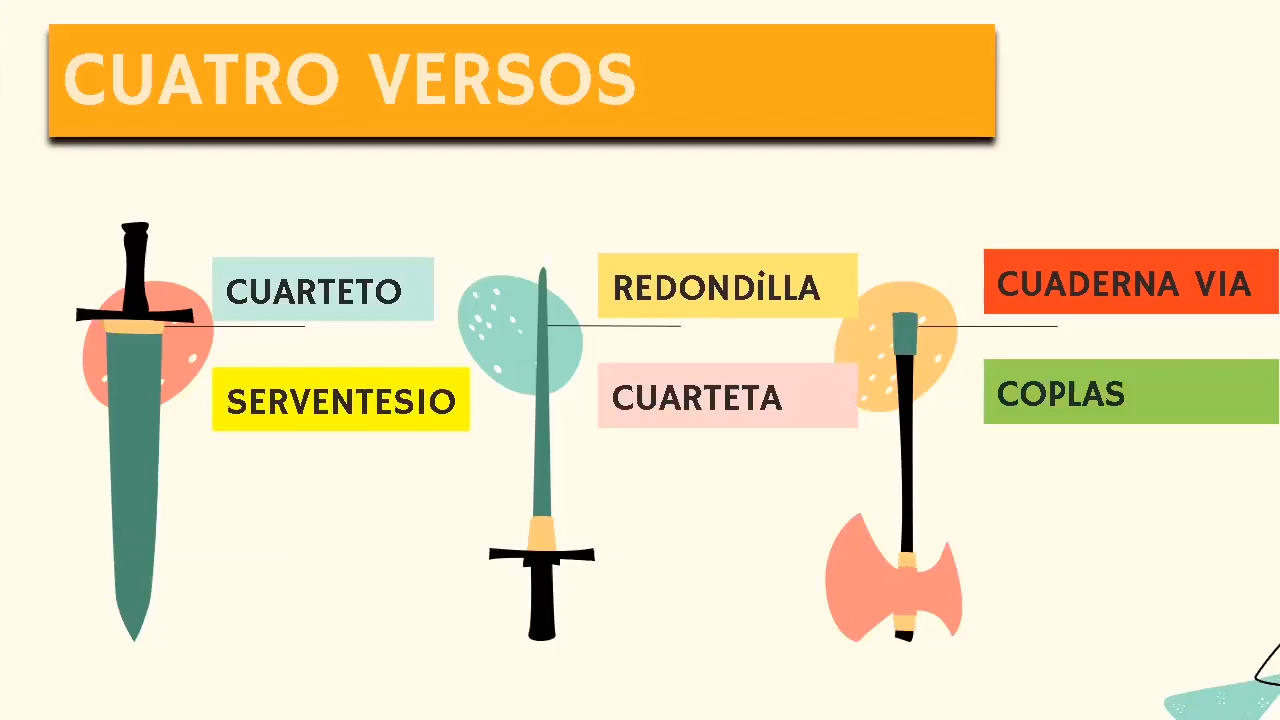 CUATRO VERSOS
CUARTETO
SERVENTESIO
REDONDiLLA
CUARTETA
CUADERNA VIA
COPLAS